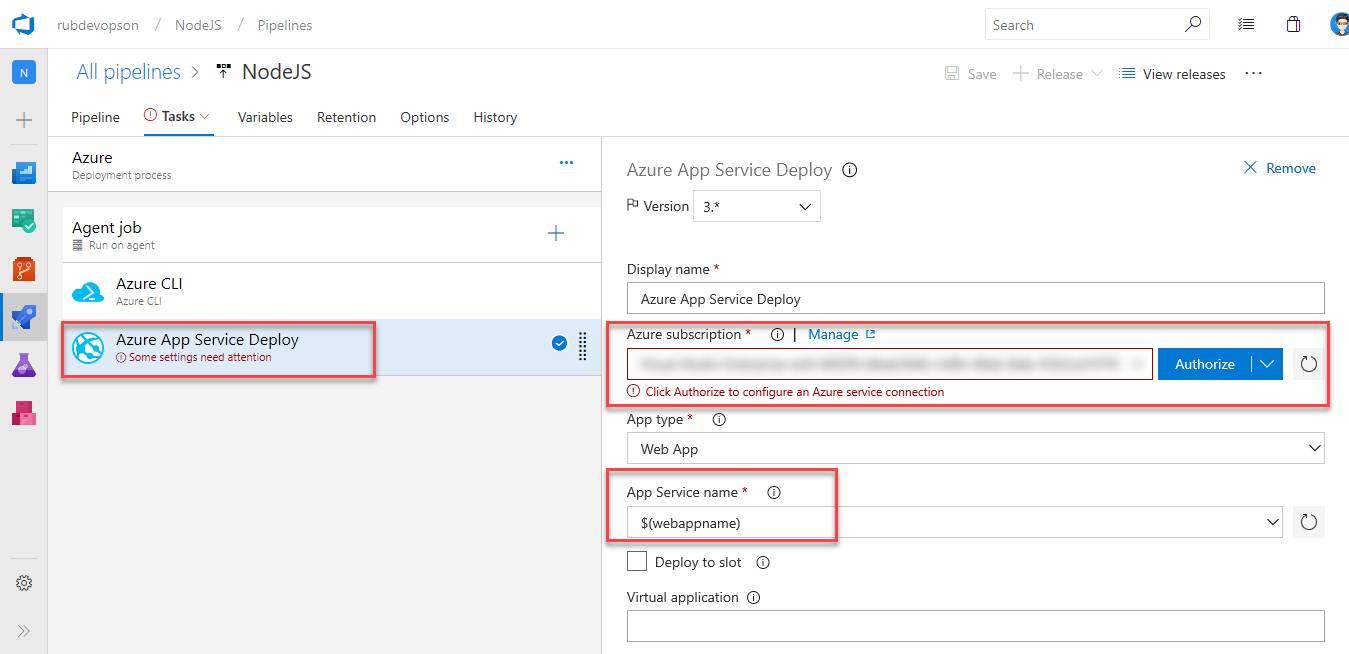 rubdevopson / NodeJS / Pipelines
Search
N
All pipelines > NodeJS
Save
Release
View releases
Pipeline
Tasks
Variables
Retention
Options
History
Azure
Deployment process
Agent job
Run on agent
Azure CLI
Azure CLI
Azure App Service Deploy
Some settings need attention
Azure App Service Deploy
Remove
Version 3.*
Display name *
Azure App Service Deploy
Azure subscription * | Manage
Authorize
Click Authorize to configure an Azure service connection
App type *
Web App
App Service name *
$(webappname)
Deploy to slot
Virtual application